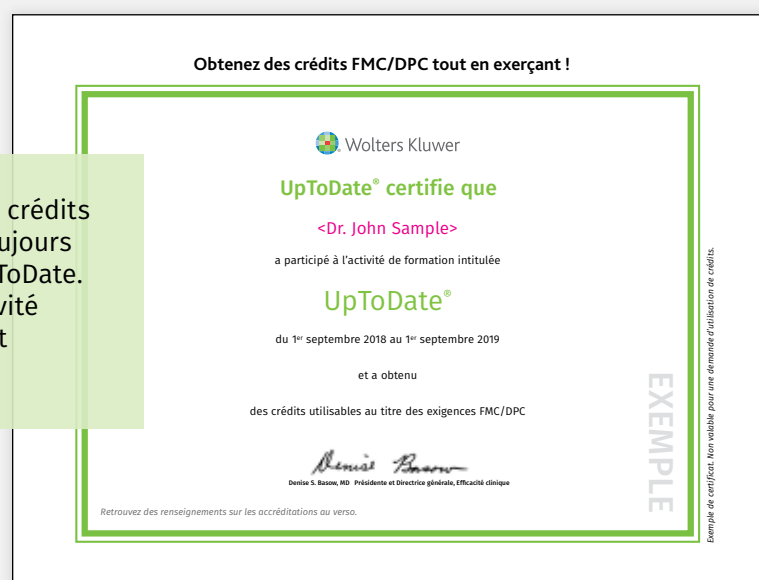 Obtenez des crédits FMC/DPC tout en exerçant !
Wolters Kluwer
UpToDate® certifie que
<Dr. John Sample>
a participé à l'activité de formation intitulée
UpToDate®
du 1er septembre 2018 au 1er septembre 2019
et a obtenu
des crédits utilisables au titre des exigences FMC/DPC
Denise Basow
Denise S. Basow, MD Présidente et Directrice générale, Efficacité clinique
Retrouvez des renseignements sur les accréditations au verso.
EXEMPLE
Exemple de certificat. Non valable pour une demande d'utilisation de crédits.
crédits